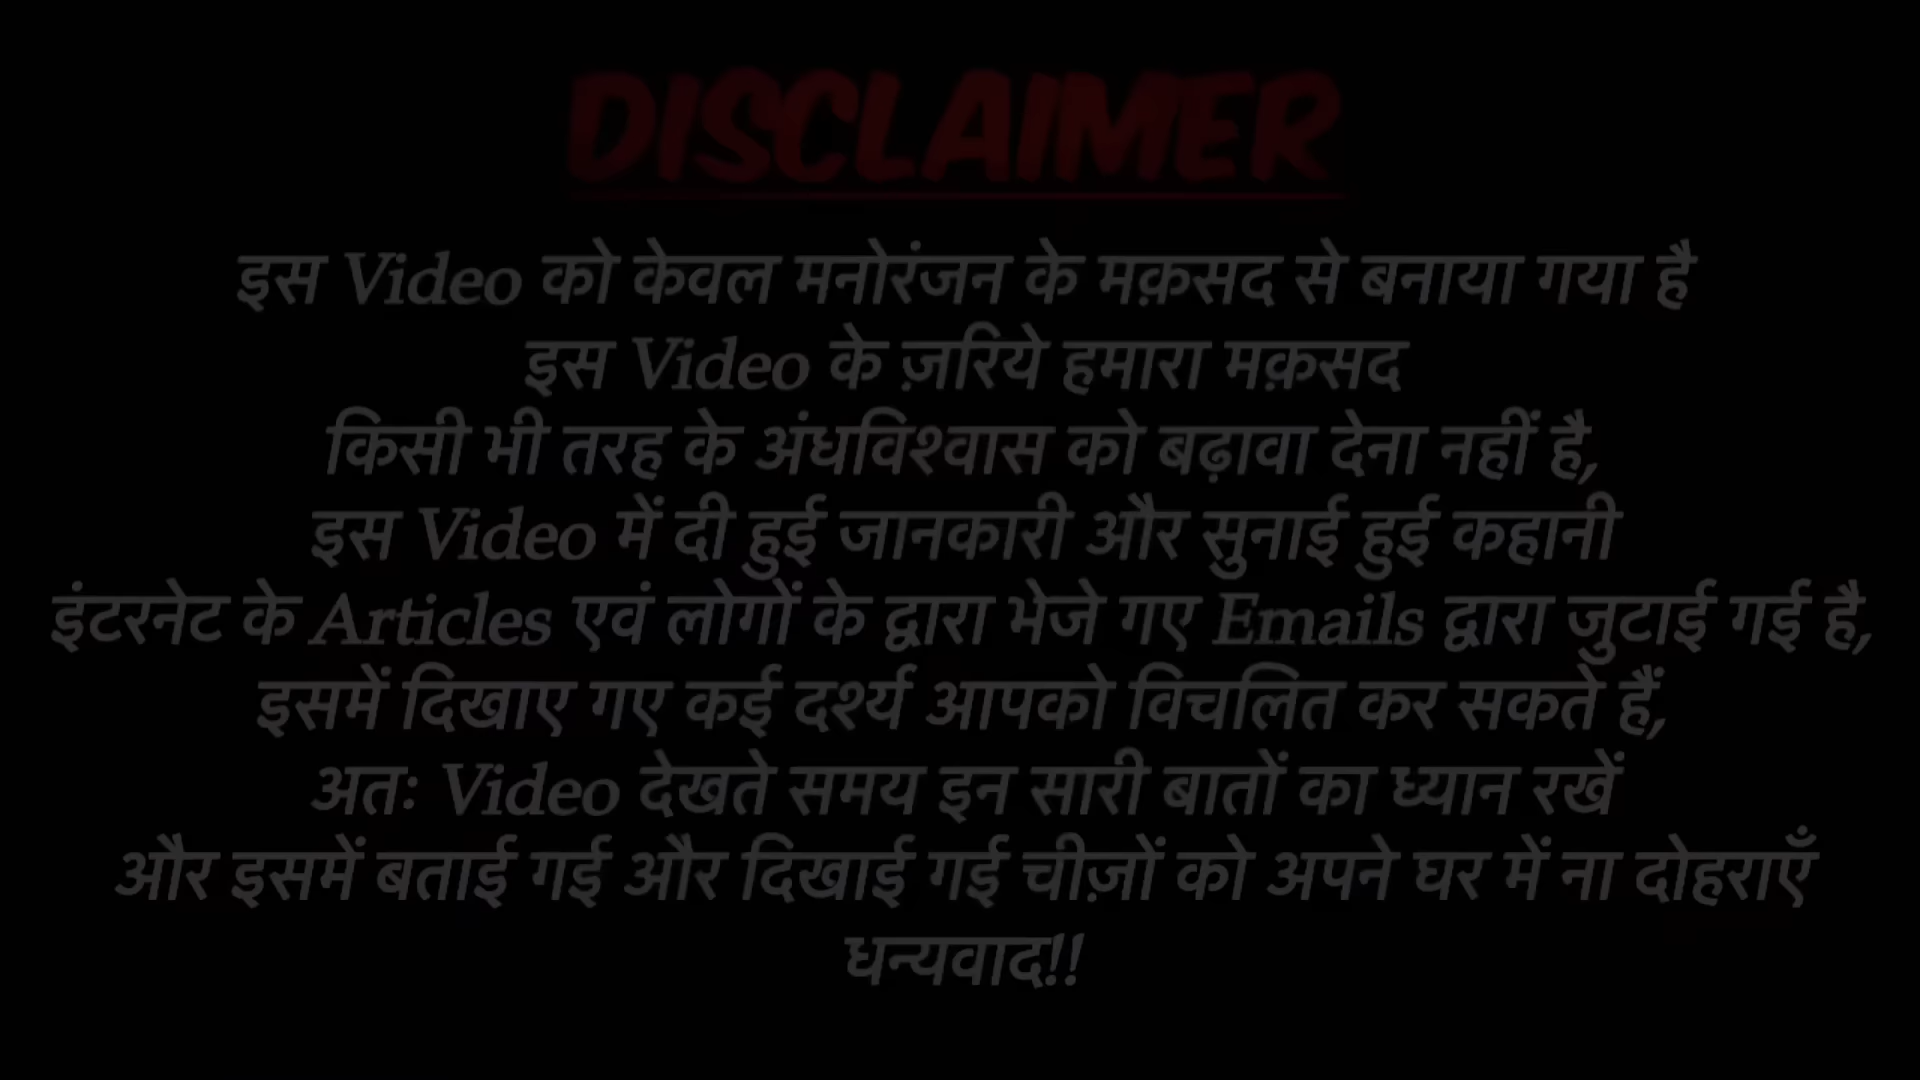 DISCLAIMER
इस Video को केवल मनोरंजन के मक़सद से बनाया गया है
इस Video के ज़रिये हमारा मक़सद
किसी भी तरह के अंधविश्वास को बढ़ावा देना नहीं है,
इस Video में दी हुई जानकारी और सुनाई हुई कहानी
इंटरनेट के Articles एवं लोगों के द्वारा भेजे गए Emails द्वारा जुटाई गई है,
इसमें दिखाए गए कई दर्श्य आपको विचलित कर सकते हैं,
अतः Video देखते समय इन सारी बातों का ध्यान रखें
और इसमें बताई गई और दिखाई गई चीज़ों को अपने घर में ना दोहराएँ
धन्यवाद!!